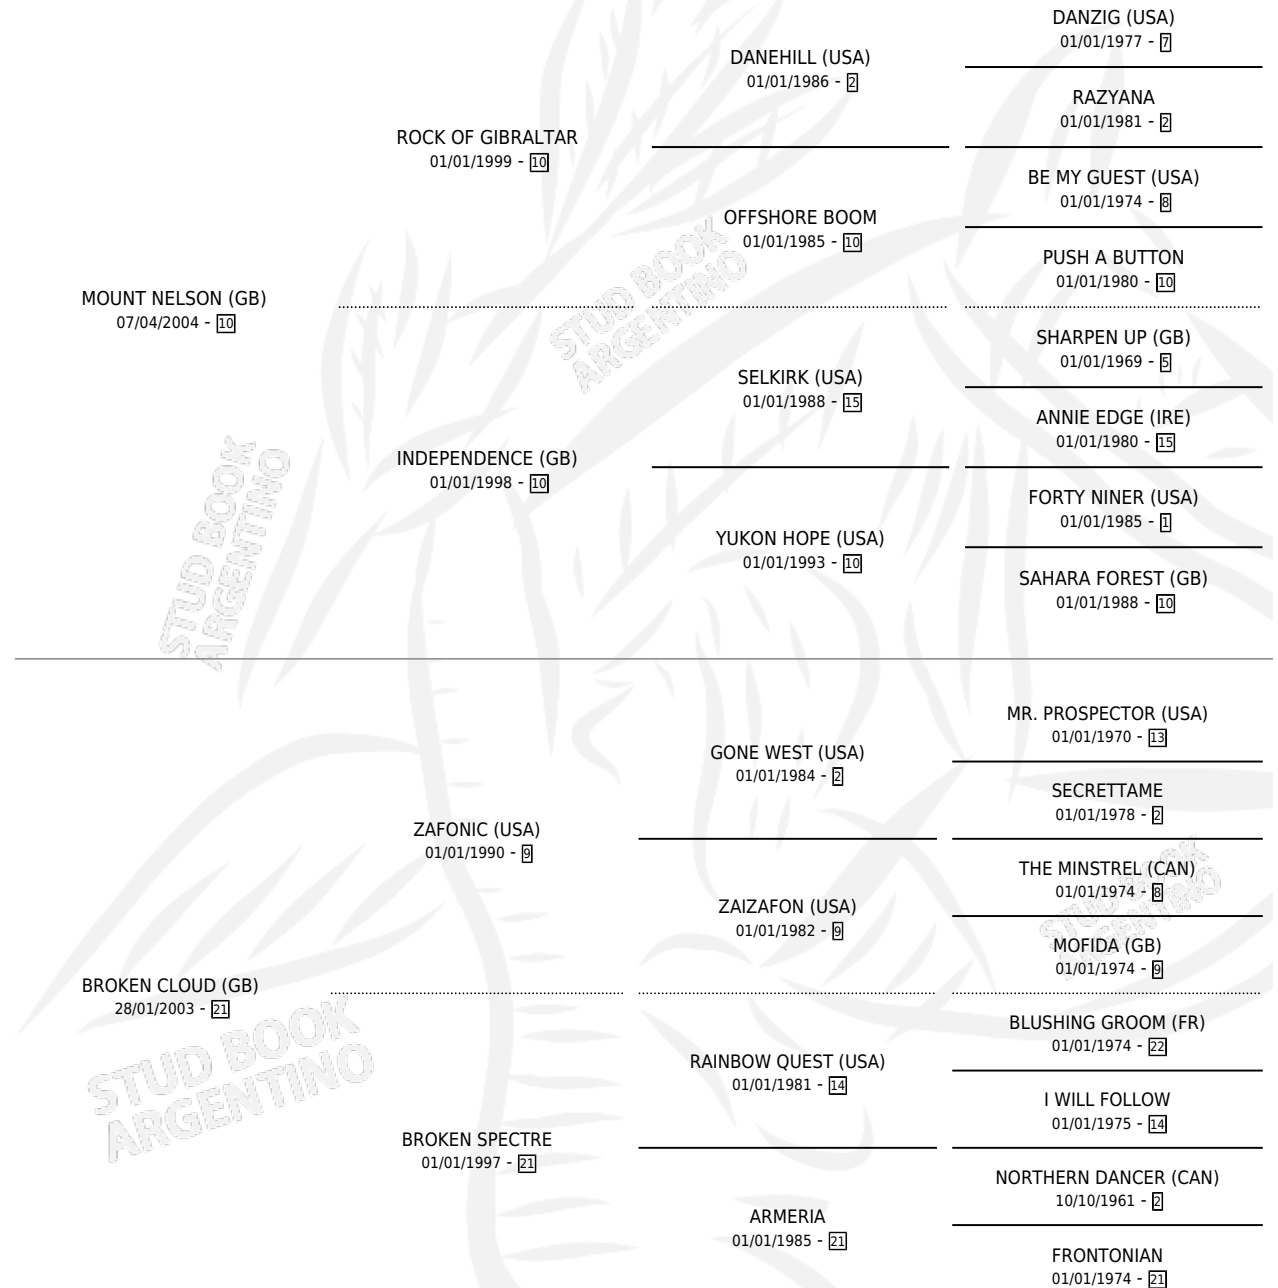 DANZIG (USA)
01/01/1977 - 7
DANEHILL (USA)
01/01/1986 - 2
RAZYANA
01/01/1981 - 2
ROCK OF GIBRALTAR
01/01/1999 - 10
BE MY GUEST (USA)
01/01/1974 - 8
OFFSHORE BOOM
01/01/1985 - 10
PUSH A BUTTON
01/01/1980 - 10
MOUNT NELSON (GB)
07/04/2004 - 10
STUD BOOK
ARGENTINO
SHARPEN UP (GB)
01/01/1969 - 5
SELKIRK (USA)
01/01/1988 - 15
ANNIE EDGE (IRE)
01/01/1980 - 15
INDEPENDENCE (GB)
01/01/1998 - 10
FORTY NINER (USA)
01/01/1985 - 1
YUKON HOPE (USA)
01/01/1993 - 10
SAHARA FOREST (GB)
01/01/1988 - 10
STUD BOOK
ARGENTINO
MR. PROSPECTOR (USA)
01/01/1970 - 13
GONE WEST (USA)
01/01/1984 - 2
SECRETTAME
01/01/1978 - 2
ZAFONIC (USA)
01/01/1990 - 9
THE MINSTREL (CAN)
01/01/1974 - 8
ZAIZAFON (USA)
01/01/1982 - 9
STUD BOOK
ARGENTINO
MOFIDA (GB)
01/01/1974 - 9
BROKEN CLOUD (GB)
28/01/2003 - 21
STUD BOOK
ARGENTINO
BLUSHING GROOM (FR)
01/01/1974 - 22
RAINBOW QUEST (USA)
01/01/1981 - 14
I WILL FOLLOW
01/01/1975 - 14
BROKEN SPECTRE
01/01/1997 - 21
NORTHERN DANCER (CAN)
10/10/1961 - 2
ARMERIA
01/01/1985 - 21
FRONTONIAN
01/01/1974 - 21